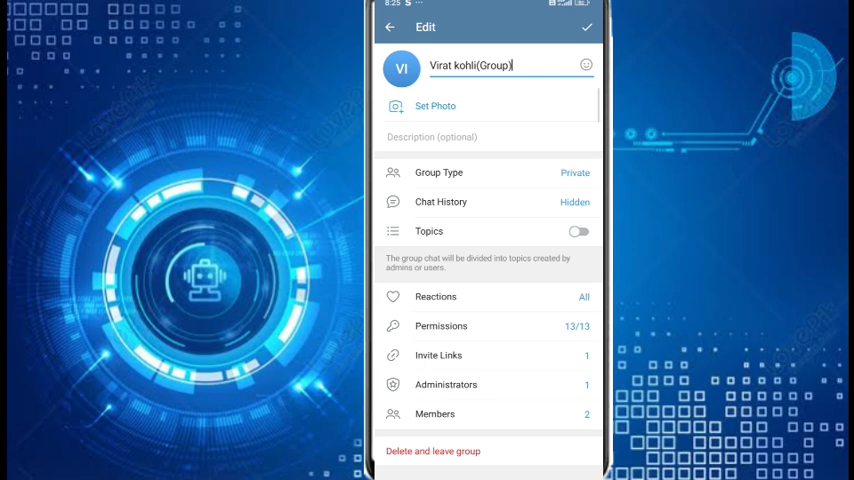 8:25 S ...
Edit
VI
Virat kohli(Group)
Set Photo
Description (optional)
Group Type
Private
Chat History
Hidden
Topics
The group chat will be divided into topics created by
admins or users.
Reactions
All
Permissions
13/13
Invite Links
1
Administrators
1
Members
2
Delete and leave group